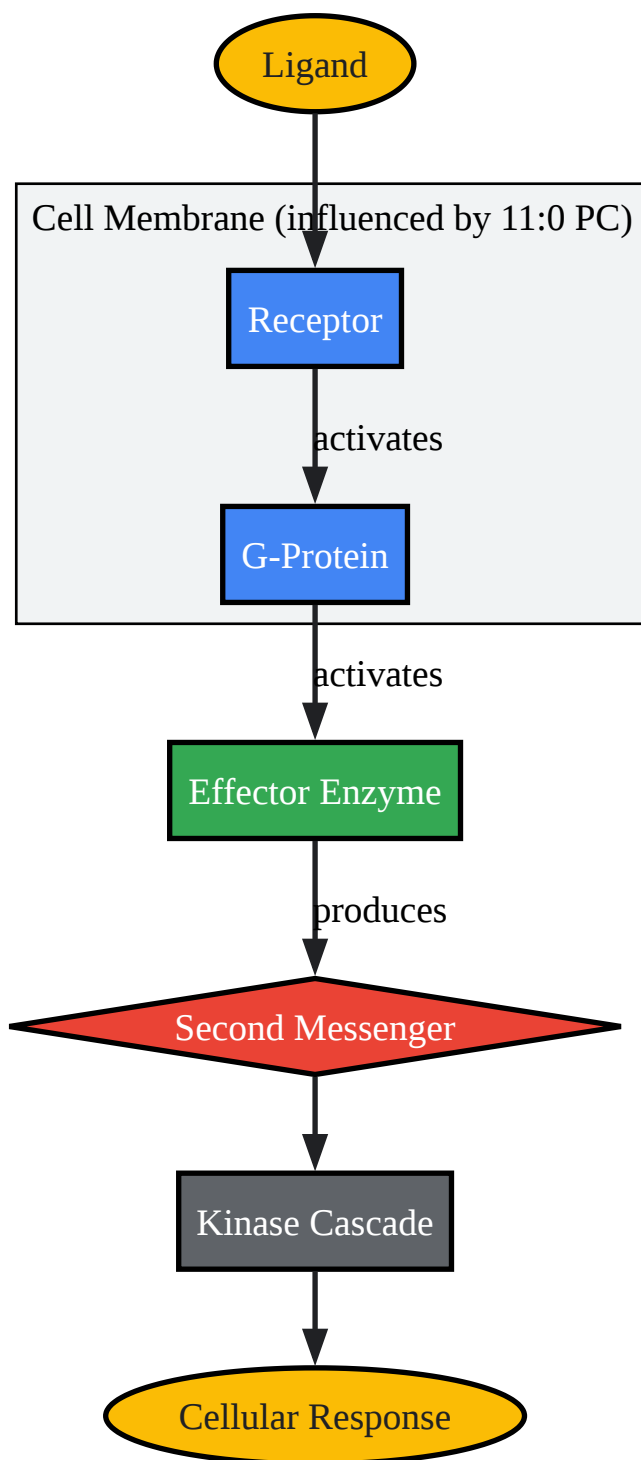 Ligand
Cell Membrane (influenced by 11:0 PC)
Receptor
activates
G-Protein
activates
Effector Enzyme
produces
Second Messenger
Kinase Cascade
Cellular Response